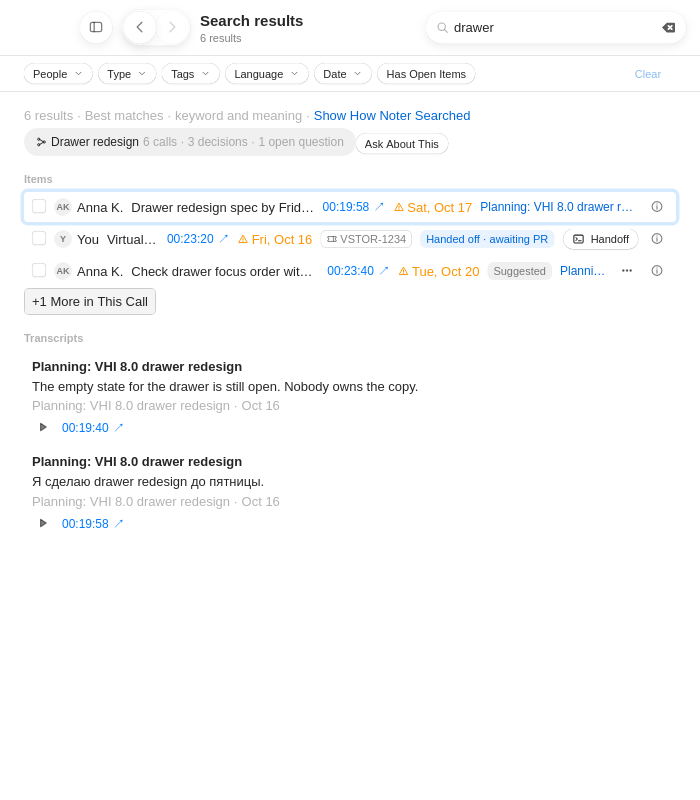 Search results
6 results
drawer
People
Type
Tags
Language
Date
Has Open Items
Clear
6 results · Best matches · keyword and meaning · Show How Noter Searched
Drawer redesign 6 calls · 3 decisions · 1 open question
Ask About This
Items
AK Anna K. Drawer redesign spec by Frid… 00:19:58 ↗ Sat, Oct 17 Planning: VHI 8.0 drawer r…
Y You Virtual… 00:23:20 ↗ Fri, Oct 16 VSTOR-1234 Handed off · awaiting PR Handoff
AK Anna K. Check drawer focus order wit… 00:23:40 ↗ Tue, Oct 20 Suggested Planni… •••
+1 More in This Call
Transcripts
Planning: VHI 8.0 drawer redesign
The empty state for the drawer is still open. Nobody owns the copy.
Planning: VHI 8.0 drawer redesign · Oct 16
00:19:40 ↗
Planning: VHI 8.0 drawer redesign
Я сделаю drawer redesign до пятницы.
Planning: VHI 8.0 drawer redesign · Oct 16
00:19:58 ↗